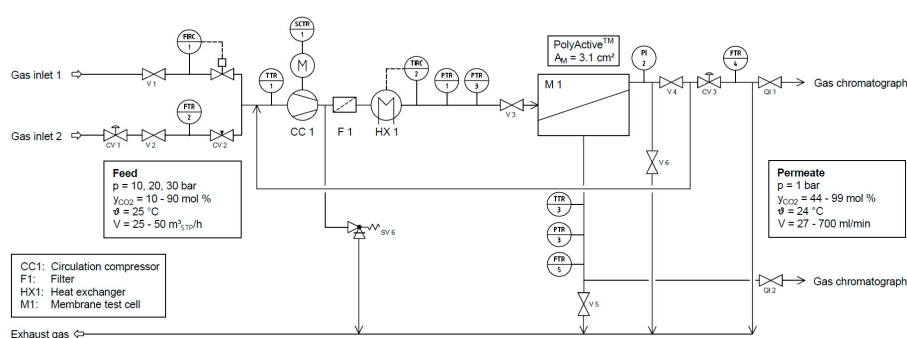 SCTR
1
PolyActive™
A_M = 3.1 cm²
FIRC
1
M
TIRC
2
PI
2
FTR
4
Gas inlet 1
TTR
1
PTR
1
FTR
3
M 1
Gas chromatograph
V 1
V 4
CV 3
QI 1
FTR
2
V 3
CC 1
F 1
HX 1
Gas inlet 2
CV 1
V 2
CV 2
V 6
Feed
p = 10, 20, 30 bar
y_CO2 = 10 - 90 mol %
ϑ = 25 °C
V = 25 - 50 m³_STP/h
Permeate
p = 1 bar
y_CO2 = 44 - 99 mol %
ϑ = 24 °C
V = 27 - 700 ml/min
TTR
3
SV 6
PTR
3
FTR
5
CC1: Circulation compressor
F1: Filter
HX1: Heat exchanger
M1: Membrane test cell
Gas chromatograph
QI 2
V 5
Exhaust gas